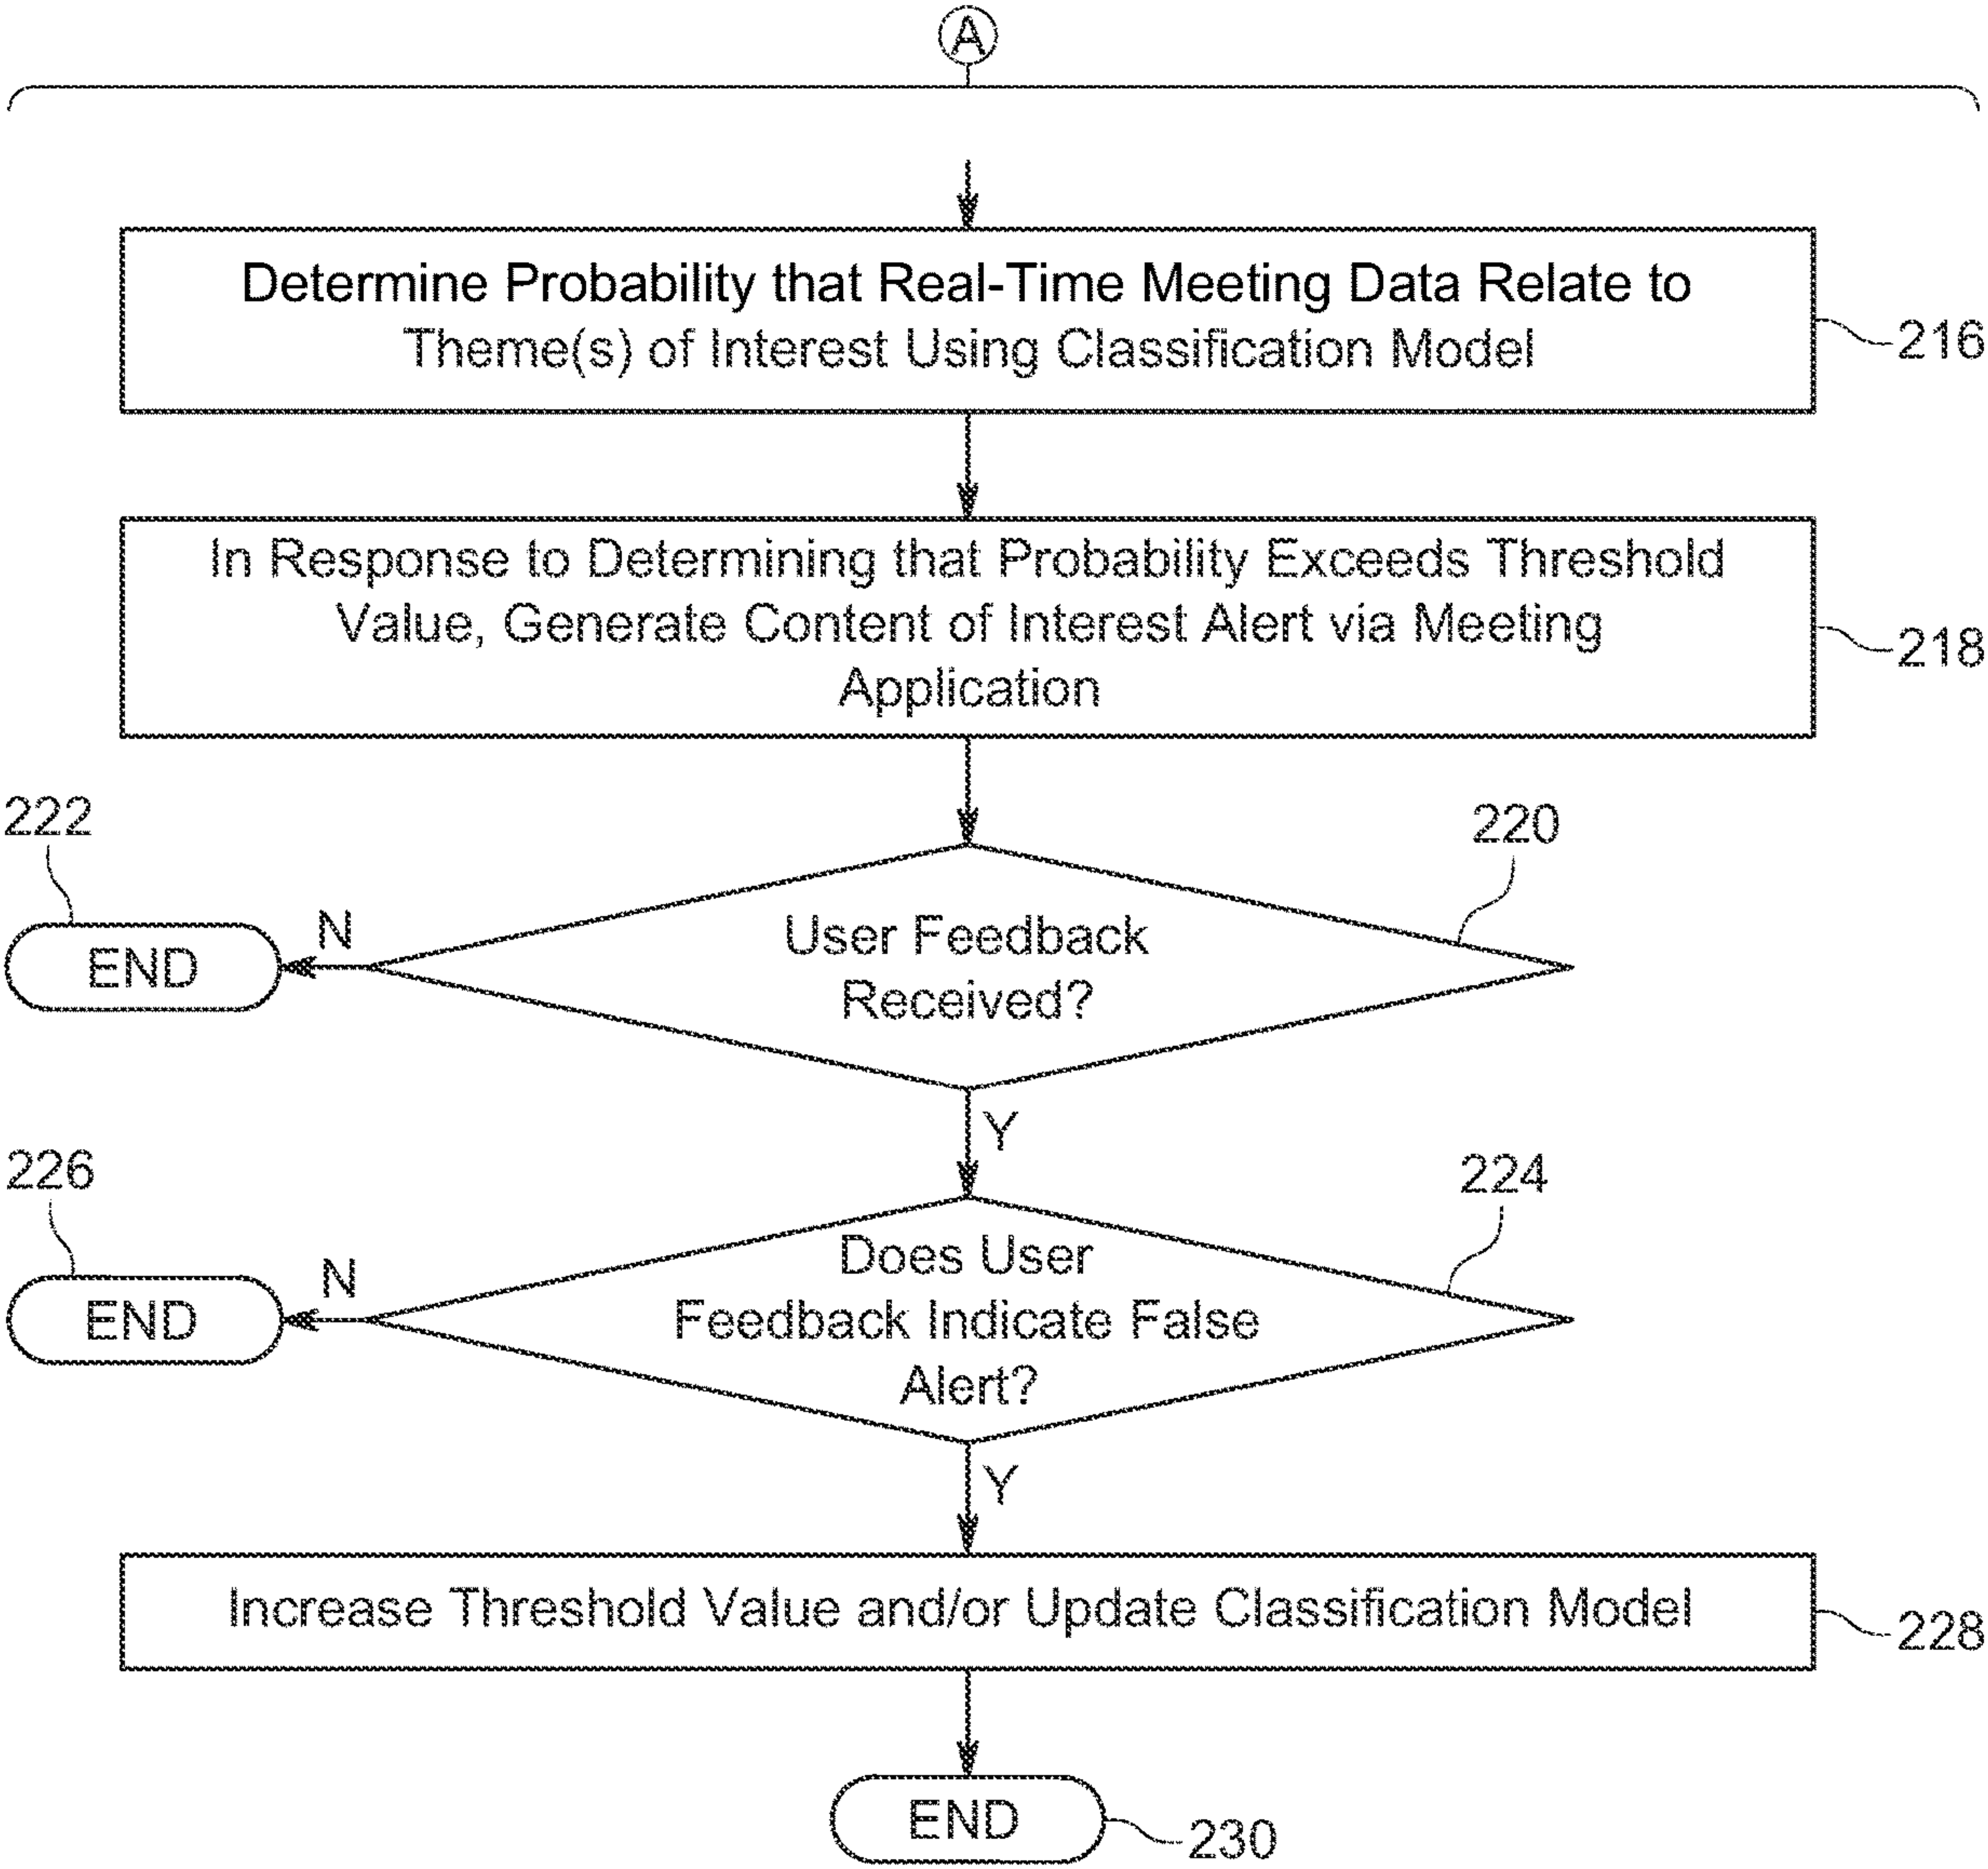 A
Determine Probability that Real-Time Meeting Data Relate to
Theme(s) of Interest Using Classification Model
216
In Response to Determining that Probability Exceeds Threshold
Value, Generate Content of Interest Alert via Meeting
Application
218
222
220
END
N
User Feedback
Received?
Y
226
224
END
N
Does User
Feedback Indicate False
Alert?
Y
Increase Threshold Value and/or Update Classification Model
228
END
230